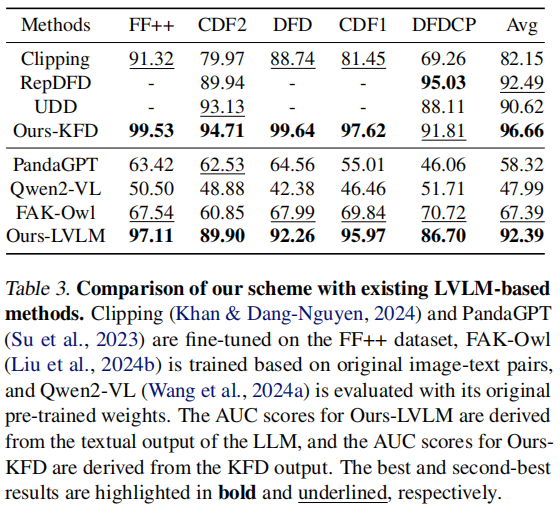 Methods FF++ CDF2 DFD CDF1 DFDCP Avg
Clipping 91.32 79.97 88.74 81.45 69.26 82.15
RepDFD - 89.94 - - 95.03 92.49
UDD - 93.13 - - 88.11 90.62
Ours-KFD 99.53 94.71 99.64 97.62 91.81 96.66
PandaGPT 63.42 62.53 64.56 55.01 46.06 58.32
Qwen2-VL 50.50 48.88 42.38 46.46 51.71 47.99
FAK-Owl 67.54 60.85 67.99 69.84 70.72 67.39
Ours-LVLM 97.11 89.90 92.26 95.97 86.70 92.39
Table 3. Comparison of our scheme with existing LVLM-based
methods. Clipping (Khan & Dang-Nguyen, 2024) and PandaGPT
(Su et al., 2023) are fine-tuned on the FF++ dataset, FAK-Owl
(Liu et al., 2024b) is trained based on original image-text pairs,
and Qwen2-VL (Wang et al., 2024a) is evaluated with its original
pre-trained weights. The AUC scores for Ours-LVLM are derived
from the textual output of the LLM, and the AUC scores for Ours-
KFD are derived from the KFD output. The best and second-best
results are highlighted in bold and underlined, respectively.